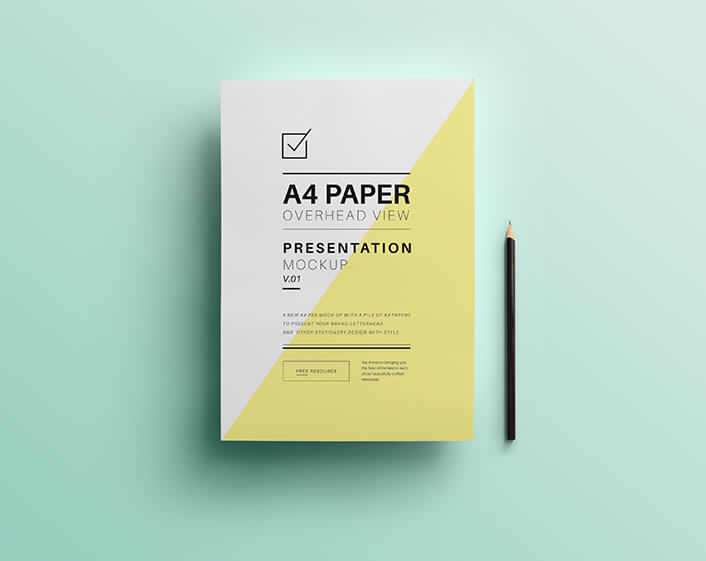 A4 PAPER
OVERHEAD VIEW
PRESENTATION
MOCKUP
V.01
A NEW A4 PSD MOCK-UP WITH A PILE OF A4 PAPERS
TO PRESENT YOUR BRAND LETTERHEAD
AND OTHER STATIONERY DESIGN WITH STYLE.
FREE RESOURCE